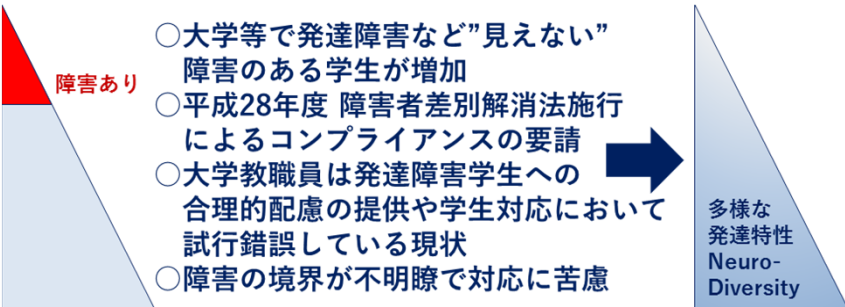 障害あり
○大学等で発達障害など”見えない”
障害のある学生が増加
○平成28年度 障害者差別解消法施行
によるコンプライアンスの要請
○大学教職員は発達障害学生への
合理的配慮の提供や学生対応において
試行錯誤している現状
○障害の境界が不明瞭で対応に苦慮
多様な
発達特性
Neuro-
Diversity